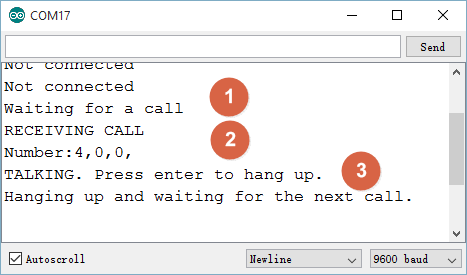 COM17
Send
Not connected
Not connected
Waiting for a call
1
RECEIVING CALL
2
Number:4,0,0,
TALKING. Press enter to hang up.
3
Hanging up and waiting for the next call.
Autoscroll
Newline
9600 baud